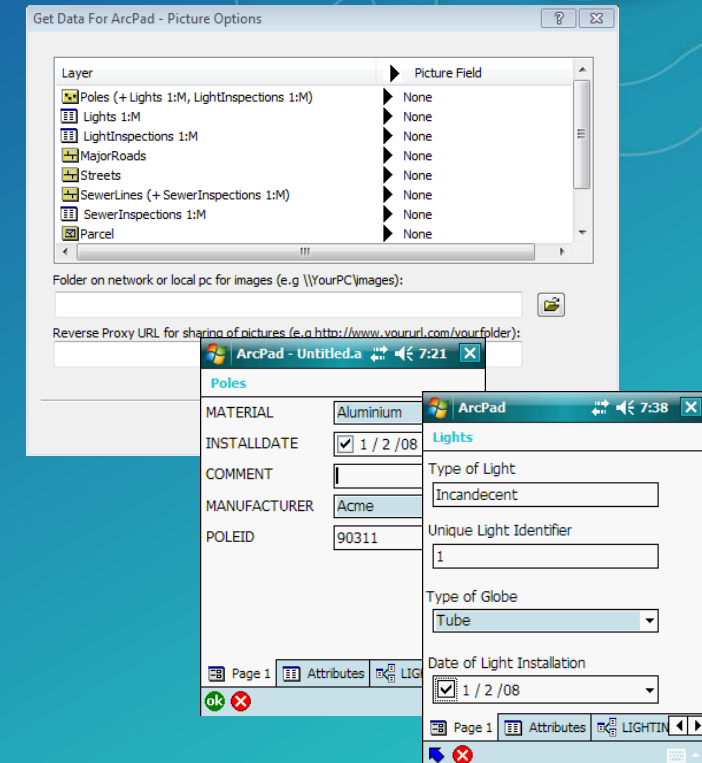 Get Data For ArcPad - Picture Options
Layer Picture Field
Poles (+ Lights 1:M, LightInspections 1:M) None
Lights 1:M None
LightInspections 1:M None
MajorRoads None
Streets None
SewerLines (+ SewerInspections 1:M) None
SewerInspections 1:M None
Parcel None
Folder on network or local pc for images (e.g \\YourPC\images):
Reverse Proxy URL for sharing of pictures (e.g http://www.yoururl.com/yourfolder):
ArcPad - Untitled.a 7:21
Poles
MATERIAL Aluminium
INSTALLDATE 1 / 2 /08
COMMENT
MANUFACTURER Acme
POLEID 90311
Page 1 Attributes LIG
ok
ArcPad 7:38
Lights
Type of Light
Incandecent
Unique Light Identifier
1
Type of Globe
Tube
Date of Light Installation
1 / 2 /08
Page 1 Attributes LIGHTIN